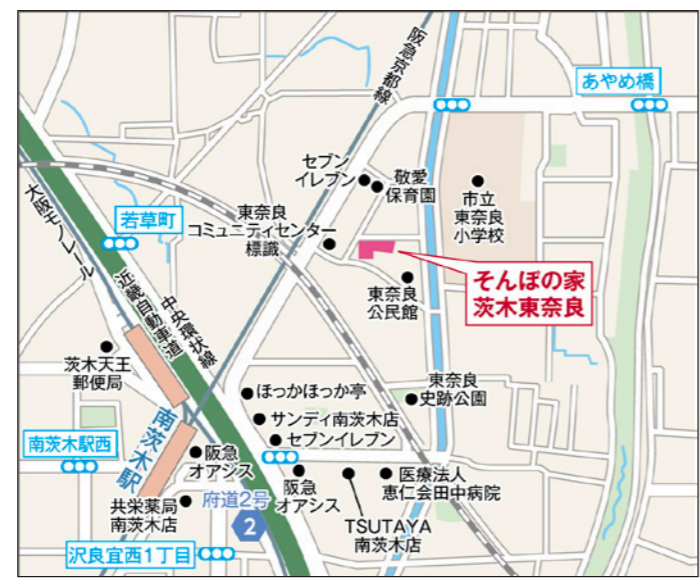 阪急京都線
あやめ橋
セブン
イレブン
敬愛
保育園
市立
東奈良
小学校
大阪モノレール
若草町
東奈良
コミュニティセンター
標識
そんぽの家
茨木東奈良
東奈良
公民館
近畿自動車道
中央環状線
茨木天王
郵便局
ほっかほっか亭
東奈良
史跡公園
サンディ南茨木店
セブンイレブン
南茨木駅
南茨木駅西
阪急
オアシス
阪急
オアシス
医療法人
恵仁会田中病院
共栄薬局
南茨木店
府道2号
2
TSUTAYA
南茨木店
沢良宜西1丁目